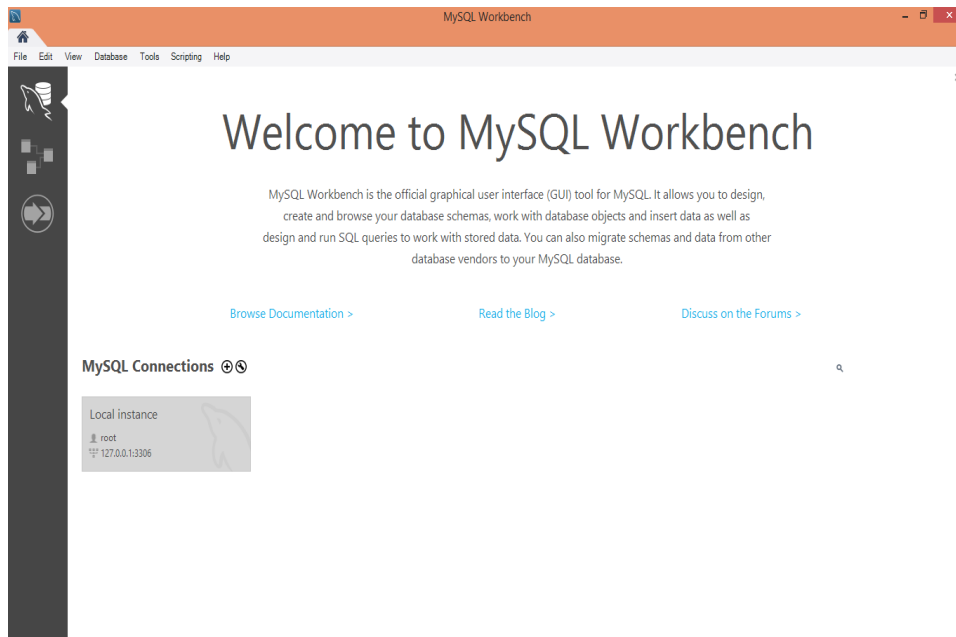 MySQL Workbench
File Edit View Database Tools Scripting Help
Welcome to MySQL Workbench
MySQL Workbench is the official graphical user interface (GUI) tool for MySQL. It allows you to design,
create and browse your database schemas, work with database objects and insert data as well as
design and run SQL queries to work with stored data. You can also migrate schemas and data from other
database vendors to your MySQL database.
Browse Documentation > Read the Blog > Discuss on the Forums >
MySQL Connections
Local instance
root
127.0.0.1:3306